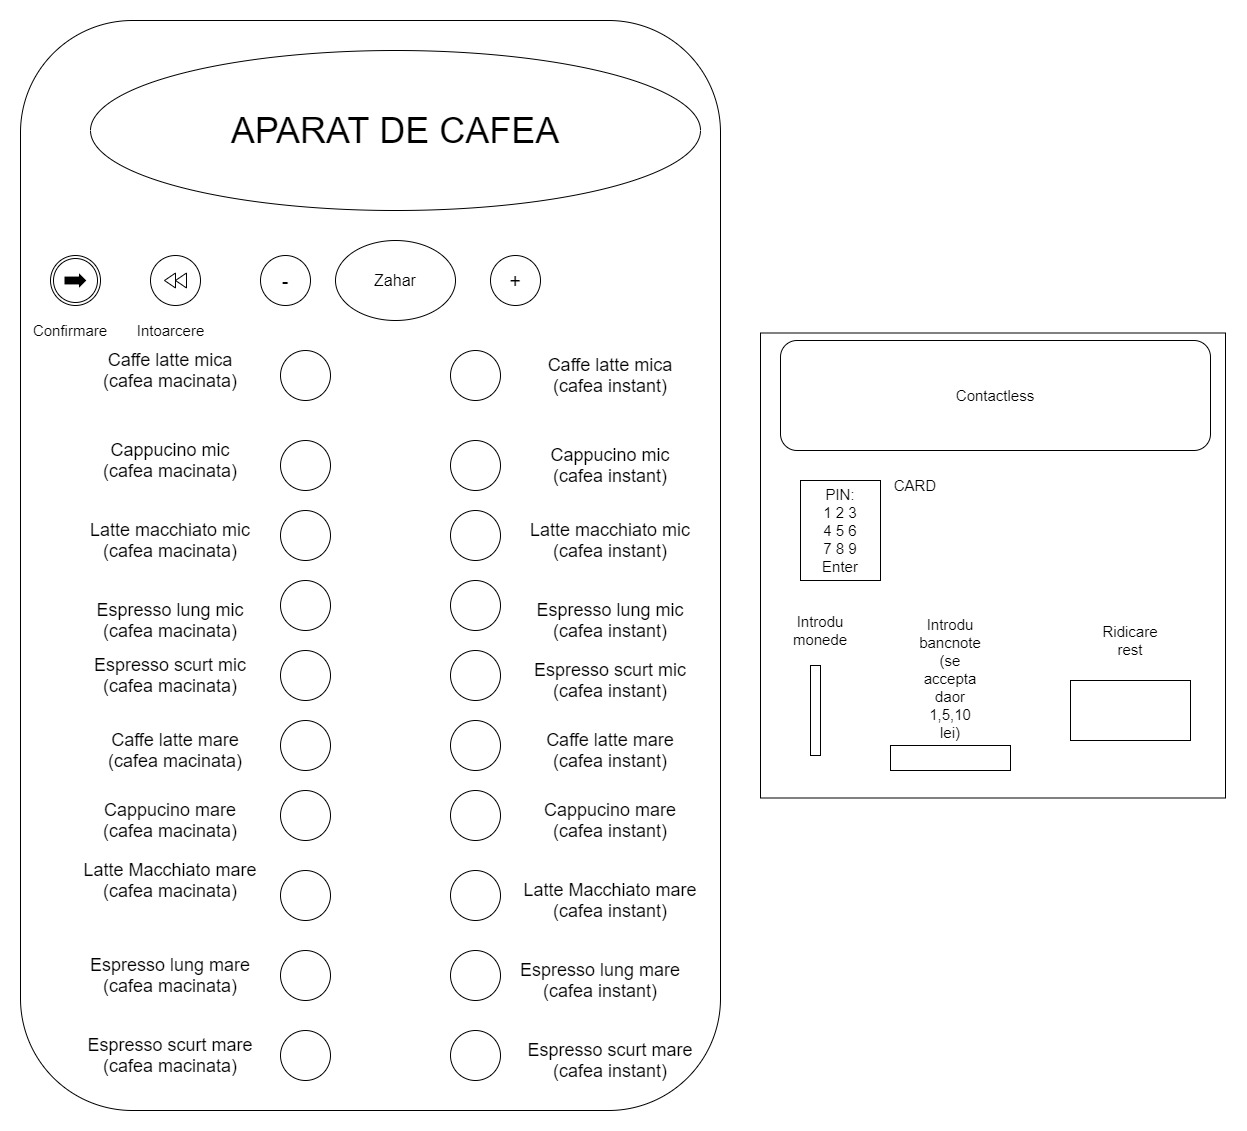 APARAT DE CAFEA
-
Zahar
+
Confirmare
Intoarcere
Caffe latte mica
(cafea macinata)
Caffe latte mica
(cafea instant)
Cappucino mic
(cafea macinata)
Cappucino mic
(cafea instant)
Latte macchiato mic
(cafea macinata)
Latte macchiato mic
(cafea instant)
Espresso lung mic
(cafea macinata)
Espresso lung mic
(cafea instant)
Espresso scurt mic
(cafea macinata)
Espresso scurt mic
(cafea instant)
Caffe latte mare
(cafea macinata)
Caffe latte mare
(cafea instant)
Cappucino mare
(cafea macinata)
Cappucino mare
(cafea instant)
Latte Macchiato mare
(cafea macinata)
Latte Macchiato mare
(cafea instant)
Espresso lung mare
(cafea macinata)
Espresso lung mare
(cafea instant)
Espresso scurt mare
(cafea macinata)
Espresso scurt mare
(cafea instant)
Contactless
PIN:
1 2 3
4 5 6
7 8 9
Enter
CARD
Introdu
monede
Introdu
bancnote
(se
accepta
daor
1,5,10
lei)
Ridicare
rest